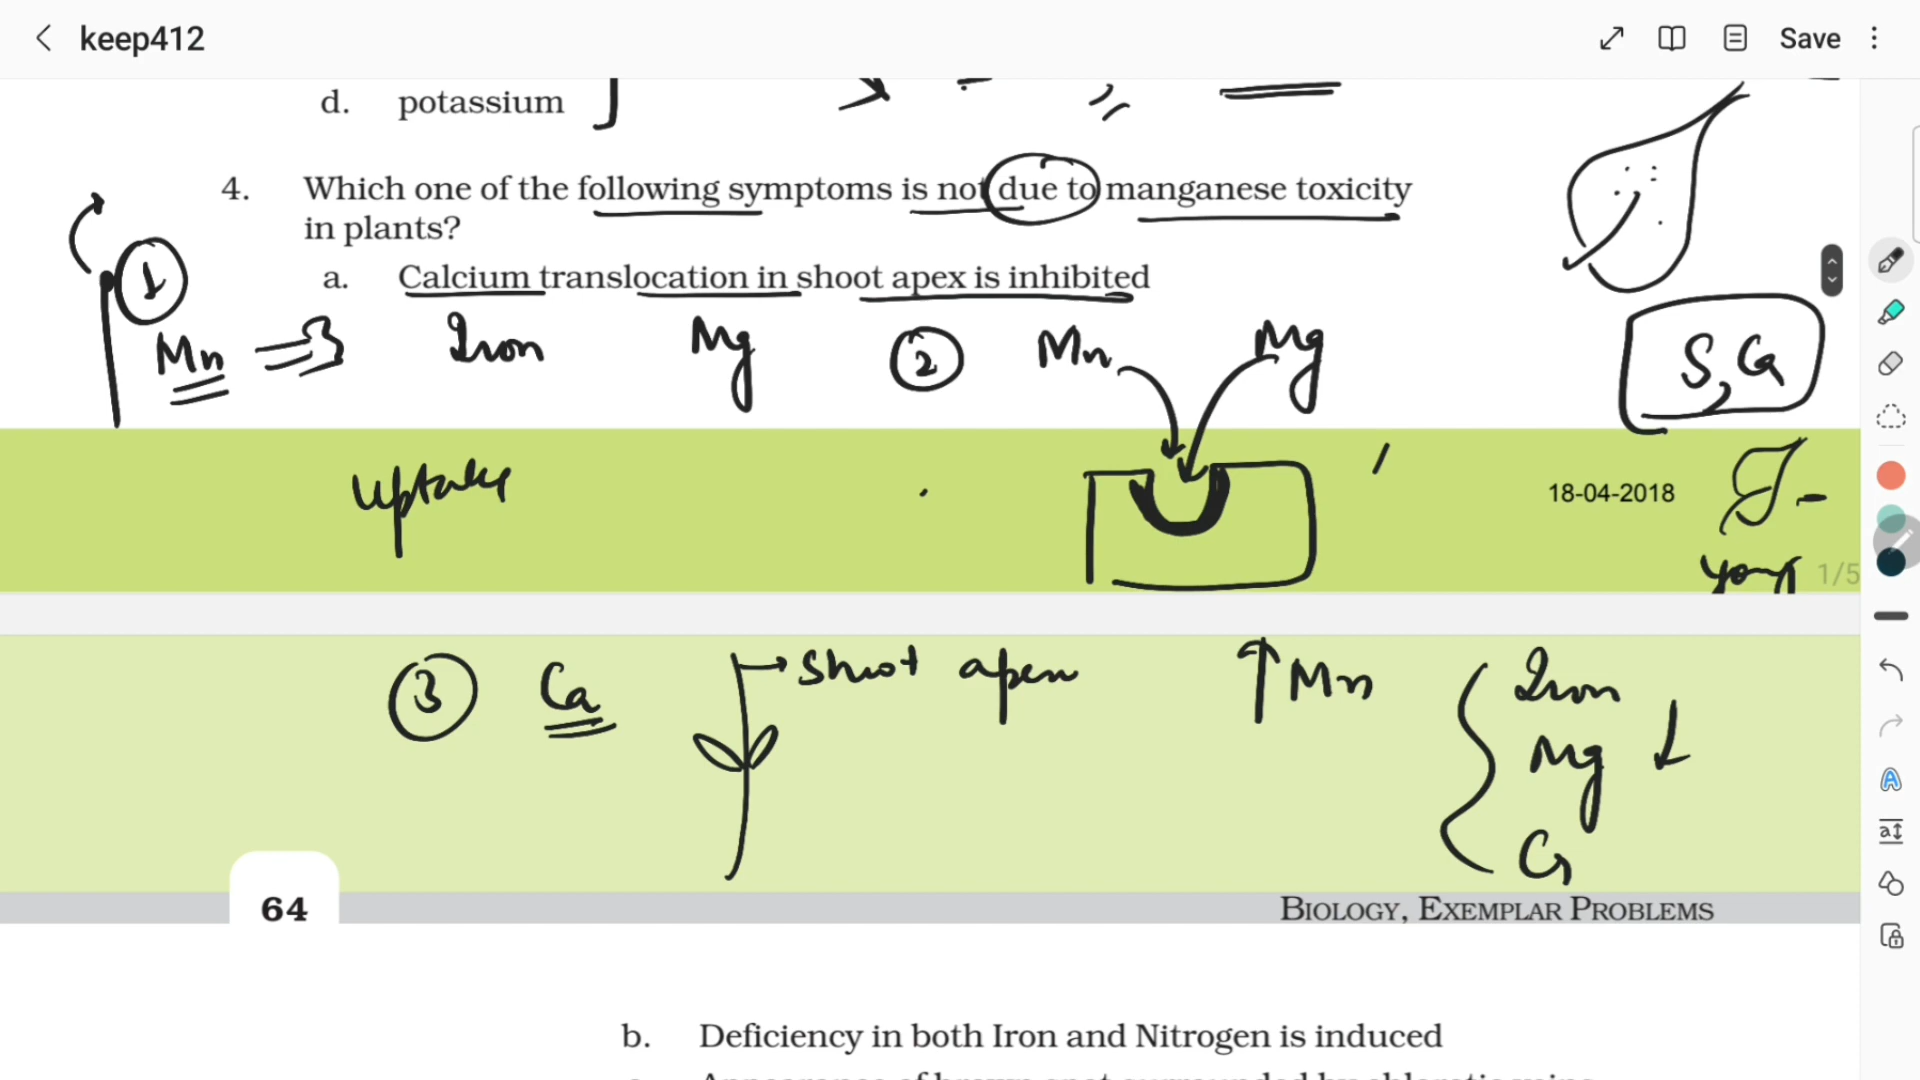 keep412
Save
d. potassium
4. Which one of the following symptoms is not due to manganese toxicity
in plants?
a. Calcium translocation in shoot apex is inhibited
1
Mn ⇒ Iron Mg 2 Mn Mg
S, Ca
uptake
18-04-2018
1/5
3 Ca shoot apex ↑ Mn Iron
Mg ↓
Ca
64
BIOLOGY, EXEMPLAR PROBLEMS
b. Deficiency in both Iron and Nitrogen is induced